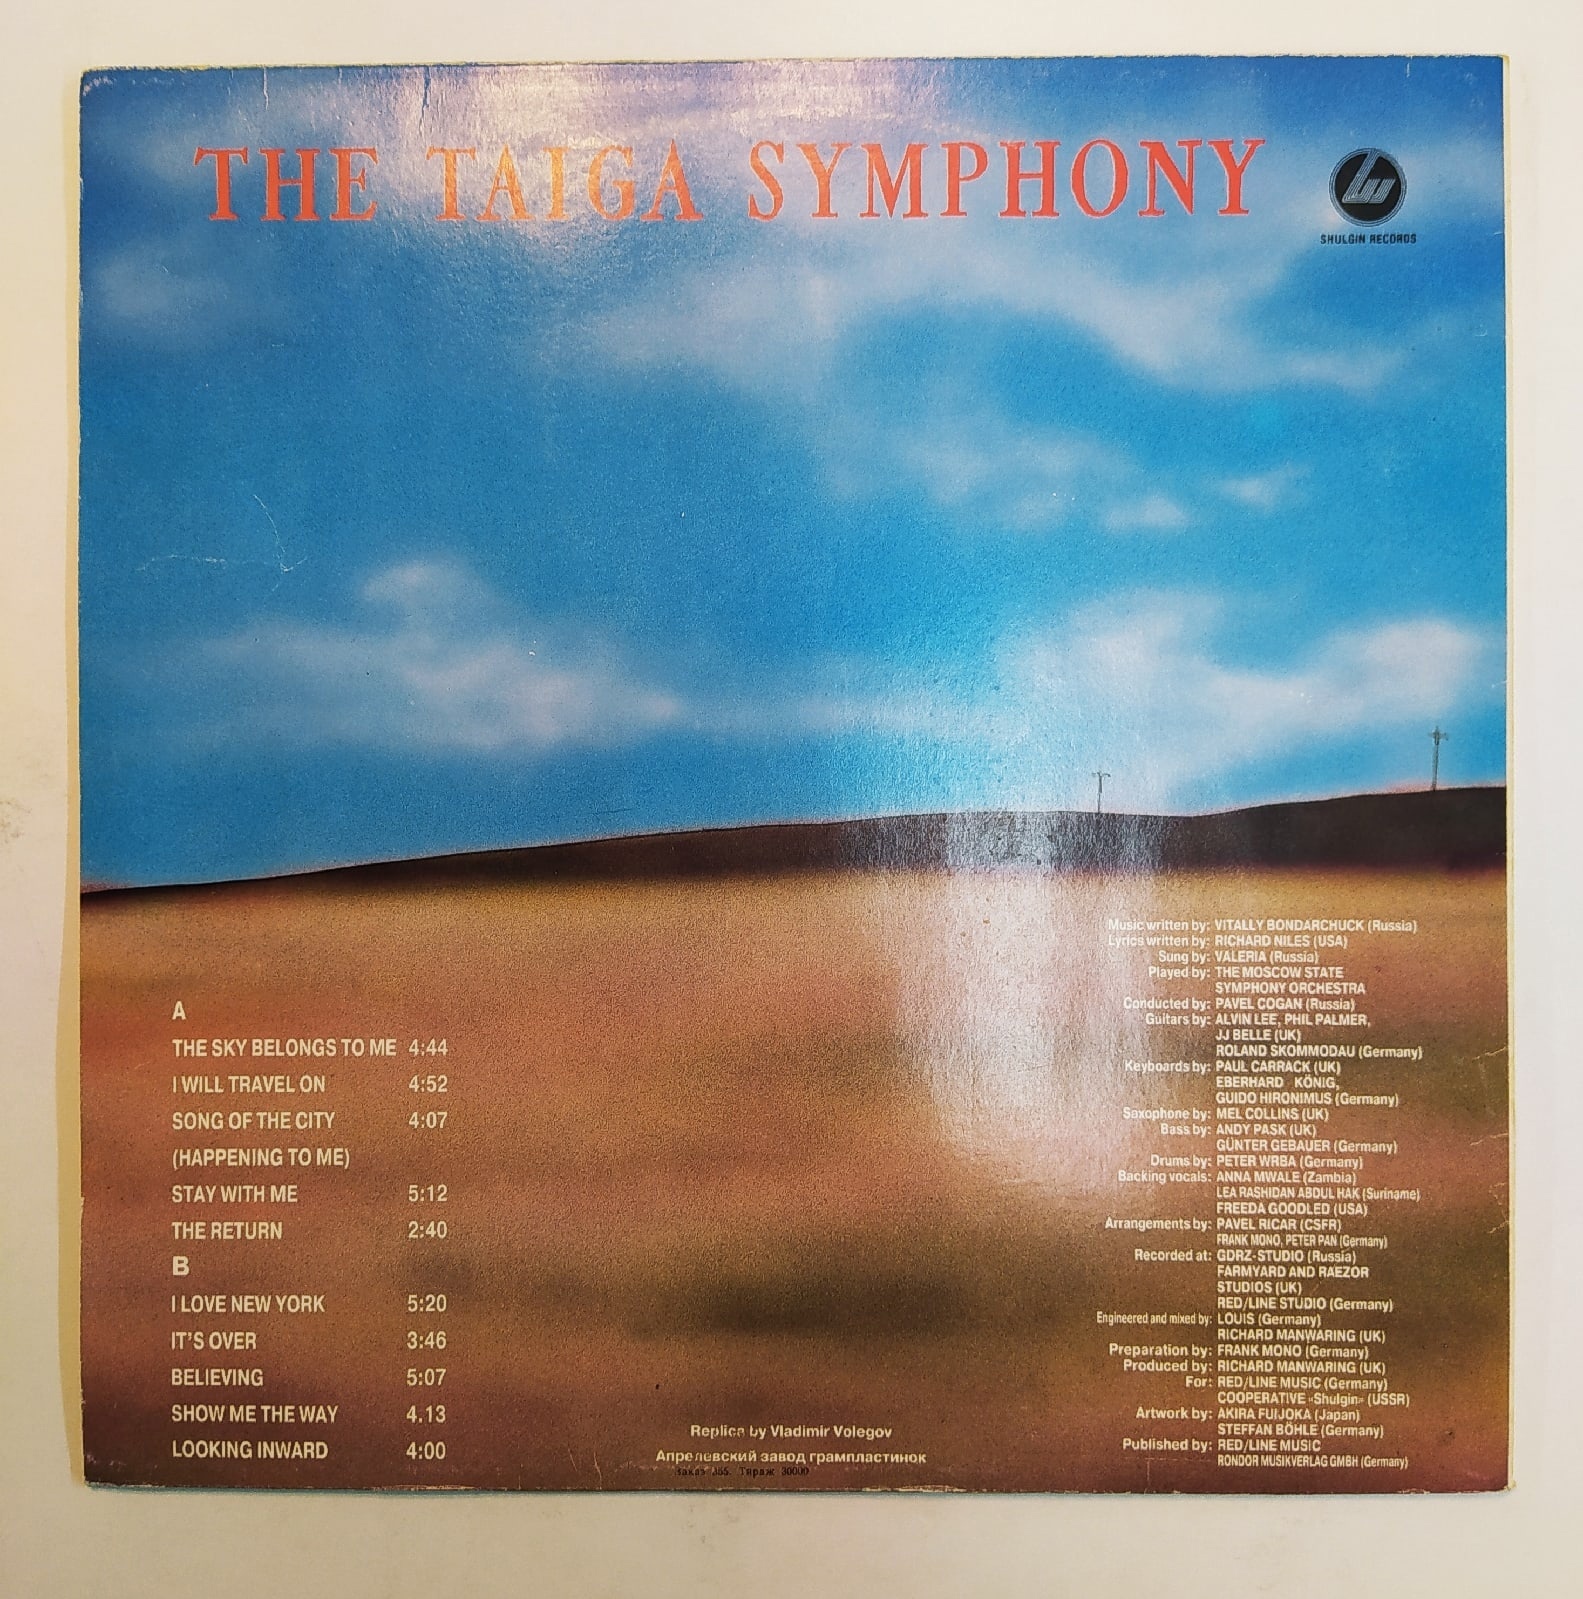 THE TAIGA SYMPHONY
SHULGIN RECORDS
A
THE SKY BELONGS TO ME 4:44
I WILL TRAVEL ON 4:52
SONG OF THE CITY 4:07
(HAPPENING TO ME)
STAY WITH ME 5:12
THE RETURN 2:40
B
I LOVE NEW YORK 5:20
IT'S OVER 3:46
BELIEVING 5:07
SHOW ME THE WAY 4.13
LOOKING INWARD 4:00
Replica by Vladimir Volegov
Апрелевский завод грампластинок
Заказ 355. Тираж 30000
Music written by: VITALLY BONDARCHUCK (Russia)
Lyrics written by: RICHARD NILES (USA)
Sung by: VALERIA (Russia)
Played by: THE MOSCOW STATE
SYMPHONY ORCHESTRA
Conducted by: PAVEL COGAN (Russia)
Guitars by: ALVIN LEE, PHIL PALMER,
JJ BELLE (UK)
ROLAND SKOMMODAU (Germany)
Keyboards by: PAUL CARRACK (UK)
EBERHARD KÖNIG,
GUIDO HIRONIMUS (Germany)
Saxophone by: MEL COLLINS (UK)
Bass by: ANDY PASK (UK)
GÜNTER GEBAUER (Germany)
Drums by: PETER WRBA (Germany)
Backing vocals: ANNA MWALE (Zambia)
LEA RASHIDAN ABDUL HAK (Suriname)
FREEDA GOODLED (USA)
Arrangements by: PAVEL RICAR (CSFR)
FRANK MONO, PETER PAN (Germany)
Recorded at: GDRZ-STUDIO (Russia)
FARMYARD AND RAEZOR
STUDIOS (UK)
RED/LINE STUDIO (Germany)
Engineered and mixed by: LOUIS (Germany)
RICHARD MANWARING (UK)
Preparation by: FRANK MONO (Germany)
Produced by: RICHARD MANWARING (UK)
For: RED/LINE MUSIC (Germany)
COOPERATIVE «Shulgin» (USSR)
Artwork by: AKIRA FUIJOKA (Japan)
STEFFAN BÖHLE (Germany)
Published by: RED/LINE MUSIC
RONDOR MUSIKVERLAG GMBH (Germany)